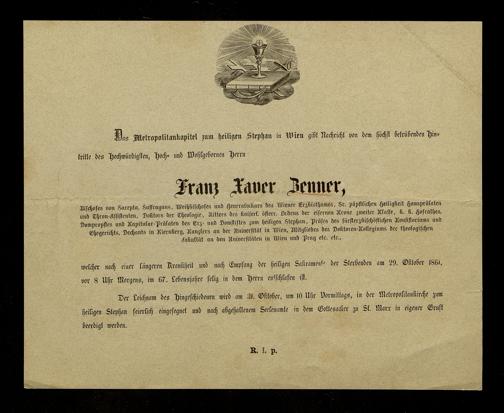 Das Metropolitankapitel zum heiligen Stephan in Wien gibt Nachricht von dem höchst betrübenden Hin-
tritte des Hochwürdigsten, Hoch- und Wohlgebornen Herrn
Franz Xaver Zenner,
Bischofes von Sarepta, Suffragans, Weihbischofes und Generalvikars des Wiener Erzbisthumes, Sr. päpstlichen Heiligkeit Hausprälaten
und Thron-Assistenten, Doktors der Theologie, Ritters des kaiserl. österr. Ordens der eisernen Krone zweiter Klasse, k. k. Hofrathes,
Dompropstes und Kapitular-Prälaten des Erz- und Domstiftes zum heiligen Stephan, Präses des fürsterzbischöflichen Konsistoriums und
Ehegerichts, Dechants in Kirnberg, Kanzlers an der Universität in Wien, Mitgliedes des Doktoren-Kollegiums der theologischen
Fakultät an den Universitäten in Wien und Prag etc. etc.,
welcher nach einer längeren Krankheit und nach Empfang der heiligen Sakramente der Sterbenden am 29. Oktober 1861,
vor 8 Uhr Morgens, im 67. Lebensjahre selig in dem Herrn entschlafen ist.
Der Leichnam des Hingeschiedenen wird am 31. Oktober, um 10 Uhr Vormittags, in der Metropolitankirche zum
heiligen Stephan feierlich eingesegnet und nach abgehaltenem Seelenamte in dem Gottesacker zu St. Marx in eigener Gruft
beerdigt werden.
R. i. p.